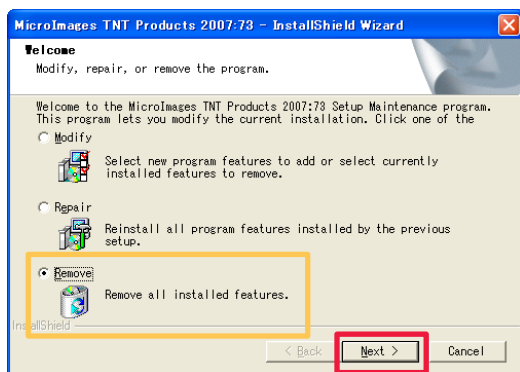 MicroImages TNT Products 2007:73 - InstallShield Wizard
Welcome
Modify, repair, or remove the program.
Welcome to the MicroImages TNT Products 2007:73 Setup Maintenance program.
This program lets you modify the current installation. Click one of the
Modify
Select new program features to add or select currently
installed features to remove.
Repair
Reinstall all program features installed by the previous
setup.
Remove
Remove all installed features.
InstallShield
< Back
Next >
Cancel